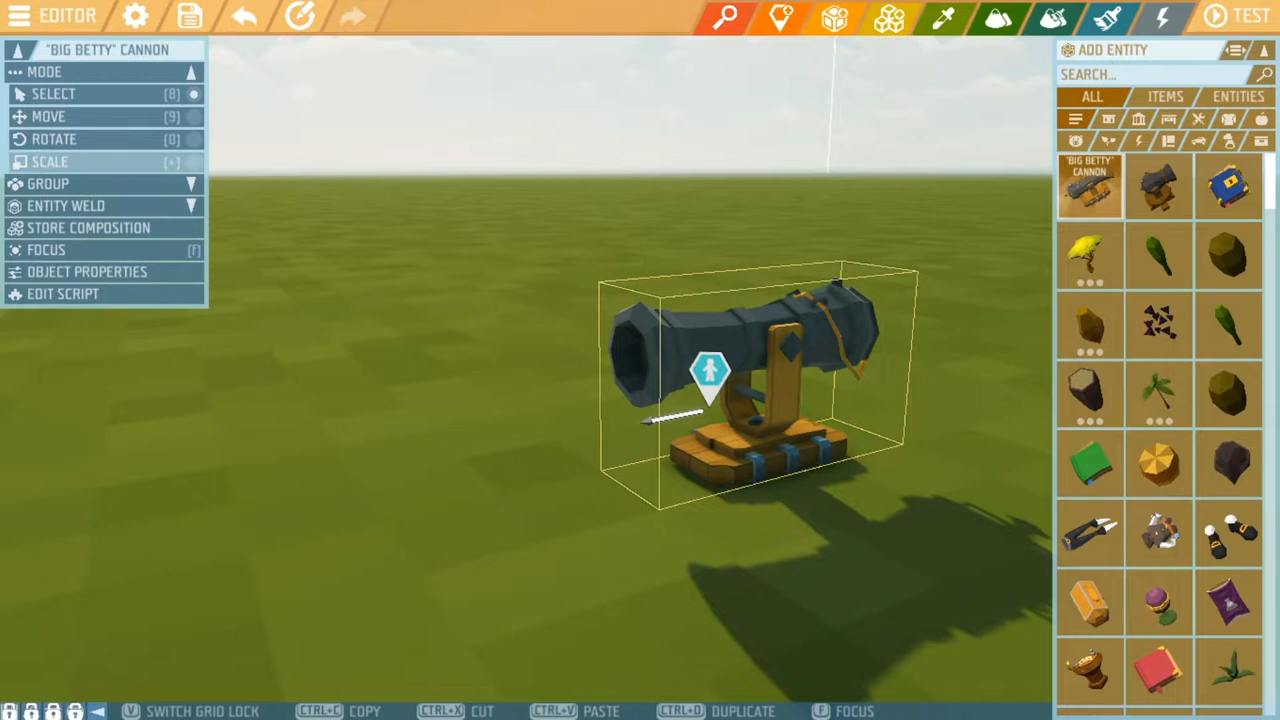 EDITOR
TEST
"BIG BETTY" CANNON
MODE
SELECT (8)
MOVE (9)
ROTATE (0)
SCALE (+)
GROUP
ENTITY WELD
STORE COMPOSITION
FOCUS (F)
OBJECT PROPERTIES
EDIT SCRIPT
ADD ENTITY
SEARCH...
ALL ITEMS ENTITIES
"BIG BETTY"
CANNON
V SWITCH GRID LOCK CTRL+C COPY CTRL+X CUT CTRL+V PASTE CTRL+D DUPLICATE F FOCUS